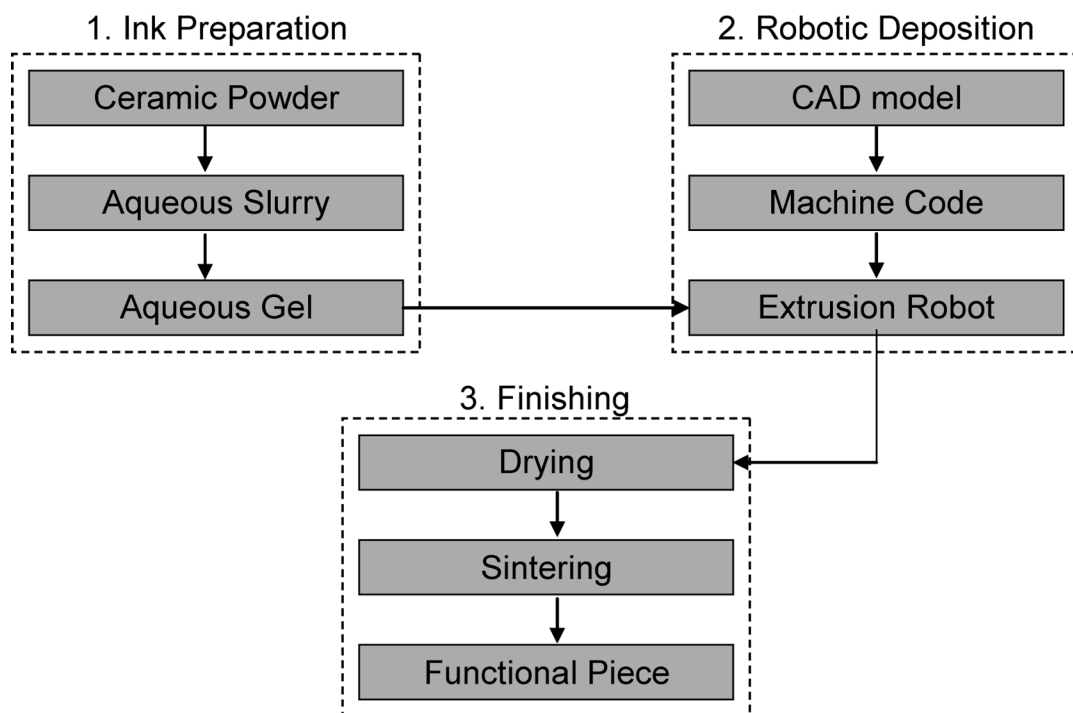 1. Ink Preparation
Ceramic Powder
Aqueous Slurry
Aqueous Gel
2. Robotic Deposition
CAD model
Machine Code
Extrusion Robot
3. Finishing
Drying
Sintering
Functional Piece